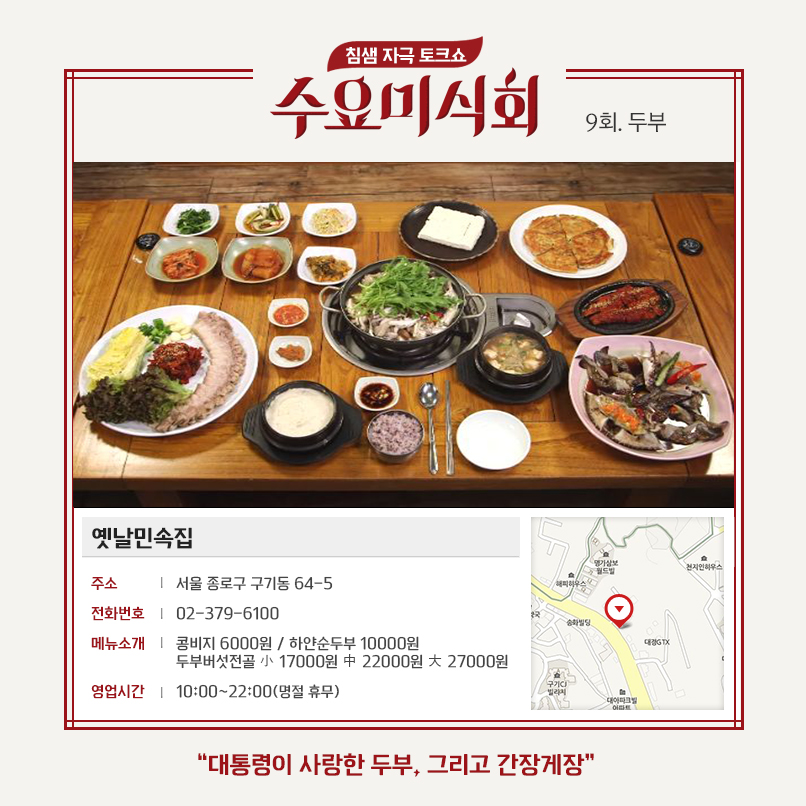 침샘 자극 토크쇼
수요미식회
9회. 두부
옛날민속집
주소 | 서울 종로구 구기동 64-5
전화번호 | 02-379-6100
메뉴소개 | 콩비지 6000원 / 하얀순두부 10000원
두부버섯전골 小 17000원 中 22000원 大 27000원
영업시간 | 10:00~22:00(명절 휴무)
명가삼보
월드빌
천지인하우스
해피하우스
송화빌딩
대경GTX
구기CJ
빌리지
대아파크빌
아파트
“대통령이 사랑한 두부, 그리고 간장게장”